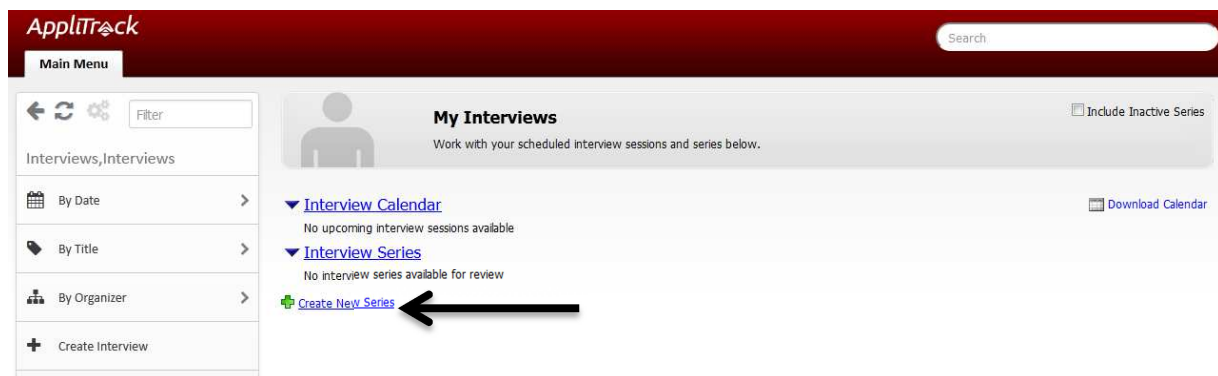 AppliTrack
Search
Main Menu
Filter
My Interviews
Include Inactive Series
Work with your scheduled interview sessions and series below.
Interviews,Interviews
By Date
Interview Calendar
Download Calendar
No upcoming interview sessions available
By Title
Interview Series
No interview series available for review
By Organizer
Create New Series
Create Interview